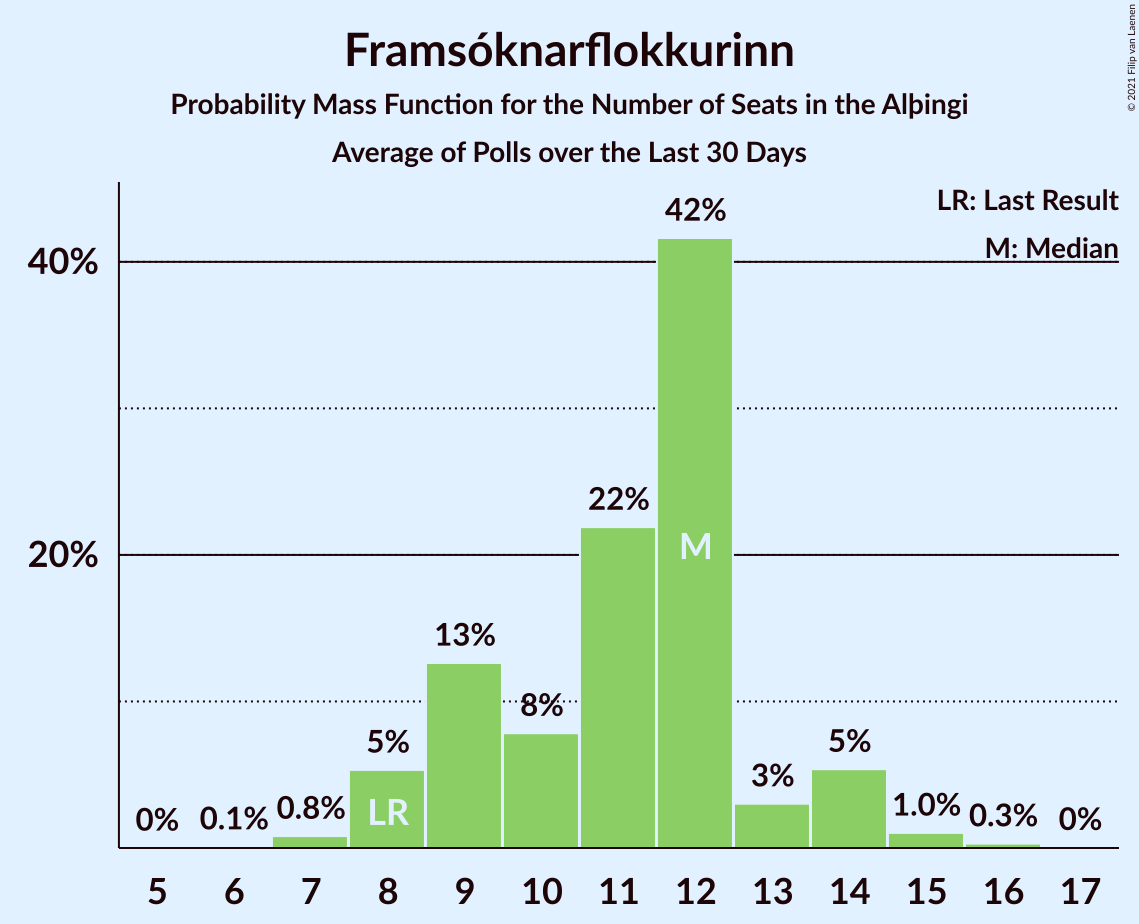 Framsóknarflokkurinn
Probability Mass Function for the Number of Seats in the Alþingi
Average of Polls over the Last 30 Days
© 2021 Filip van Laenen
LR: Last Result
M: Median
40%
20%
0%
0.1%
0.8%
5%
13%
8%
22%
42%
3%
5%
1.0%
0.3%
0%
LR
M
5 6 7 8 9 10 11 12 13 14 15 16 17